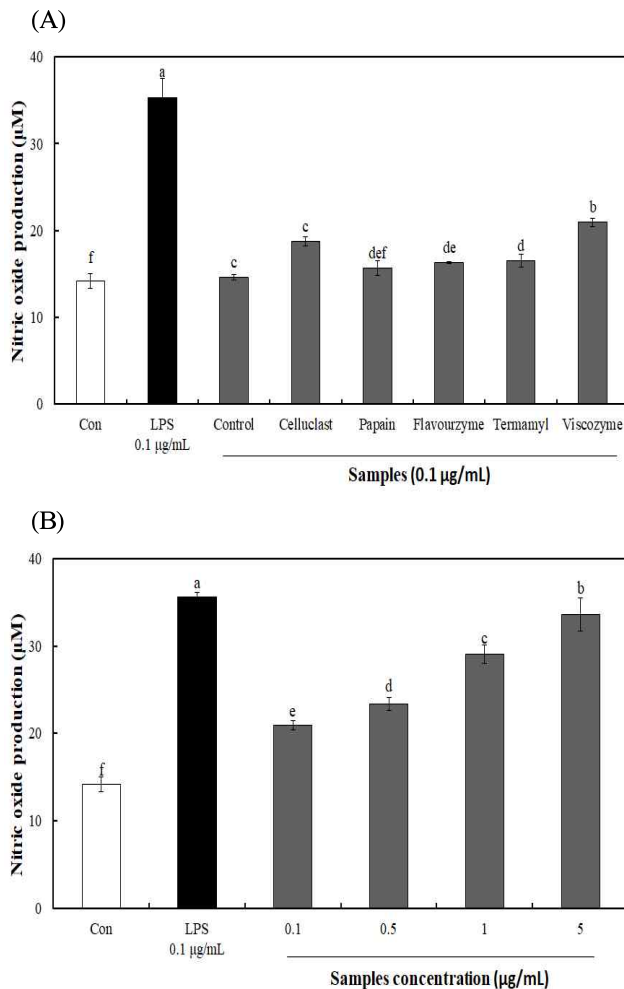 (A)
Nitric oxide production (μM)
40
30
20
10
0
f
a
c
c
def
de
d
b
Con
LPS
0.1 μg/mL
Control
Celluclast
Papain
Flavourzyme
Termamyl
Viscozyme
Samples (0.1 μg/mL)
(B)
Nitric oxide production (μM)
40
30
20
10
0
f
a
e
d
c
b
Con
LPS
0.1 μg/mL
0.1
0.5
1
5
Samples concentration (μg/mL)